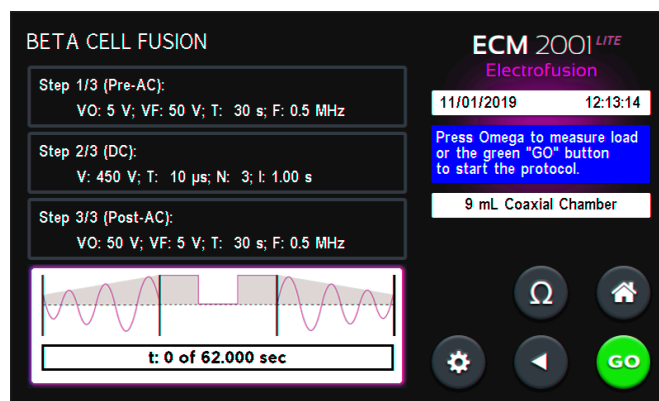 BETA CELL FUSION
ECM 2001 LITE
Electrofusion
Step 1/3 (Pre-AC):
VO: 5 V; VF: 50 V; T: 30 s; F: 0.5 MHz
11/01/2019 12:13:14
Step 2/3 (DC):
V: 450 V; T: 10 µs; N: 3; I: 1.00 s
Press Omega to measure load
or the green "GO" button
to start the protocol.
9 mL Coaxial Chamber
Step 3/3 (Post-AC):
VO: 50 V; VF: 5 V; T: 30 s; F: 0.5 MHz
t: 0 of 62.000 sec
Ω
GO